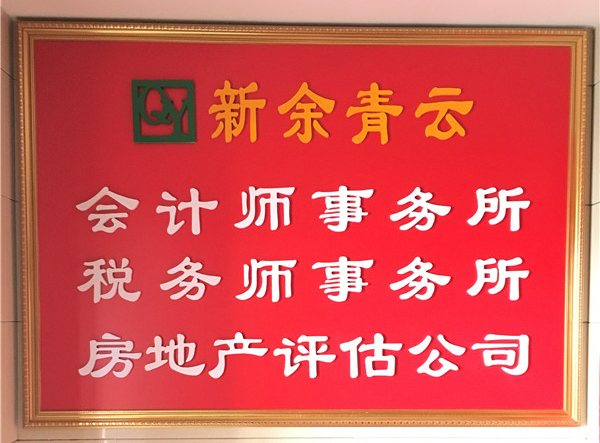 QY 新余青云
会计师事务所
税务师事务所
房地产评估公司